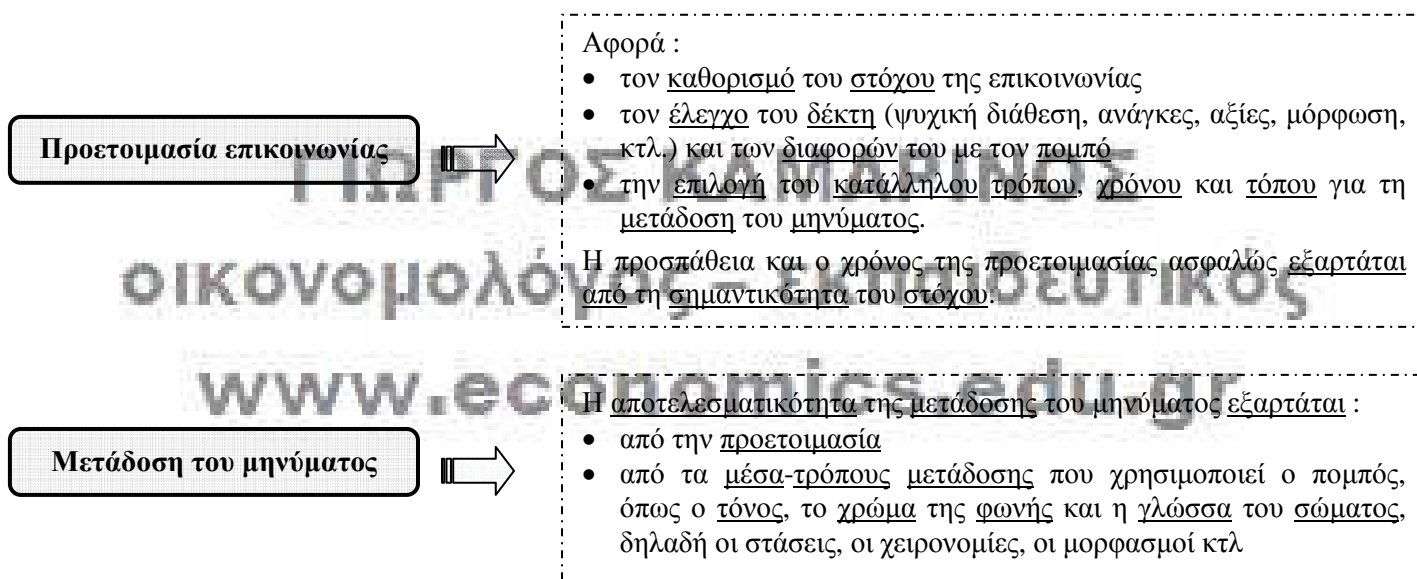 Αφορά :
• τον καθορισμό του στόχου της επικοινωνίας
• τον έλεγχο του δέκτη (ψυχική διάθεση, ανάγκες, αξίες, μόρφωση,
κτλ.) και των διαφορών του με τον πομπό
Προετοιμασία επικοινωνίας
• την επιλογή του κατάλληλου τρόπου, χρόνου και τόπου για τη
μετάδοση του μηνύματος.
Η προσπάθεια και ο χρόνος της προετοιμασίας ασφαλώς εξαρτάται
από τη σημαντικότητα του στόχου.
ΓΙΩΡΓΟΣ ΚΑΜΑΡΙΝΟΣ
οικονομολόγος – εκπαιδευτικός
www.economics.edu.gr
Η αποτελεσματικότητα της μετάδοσης του μηνύματος εξαρτάται :
• από την προετοιμασία
Μετάδοση του μηνύματος
• από τα μέσα-τρόπους μετάδοσης που χρησιμοποιεί ο πομπός,
όπως ο τόνος, το χρώμα της φωνής και η γλώσσα του σώματος,
δηλαδή οι στάσεις, οι χειρονομίες, οι μορφασμοί κτλ